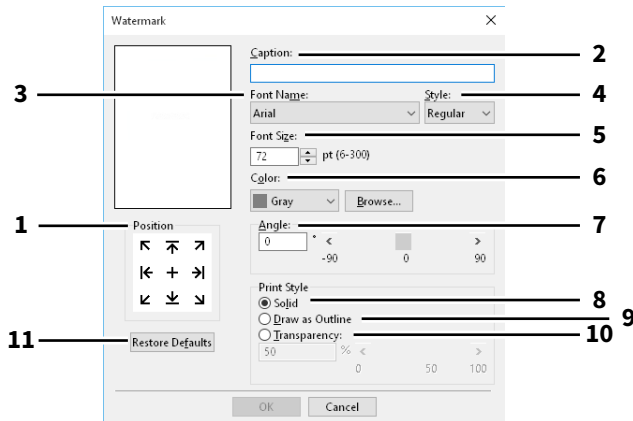 Watermark
Caption:
2
3
Font Name:
Style:
4
Arial
Regular
Font Size:
5
72
pt (6-300)
Color:
6
Gray
Browse...
1
Position
Angle:
7
0
°
-90
0
90
Print Style
Solid
8
Draw as Outline
9
Transparency:
10
11
Restore Defaults
50
%
0
50
100
OK
Cancel